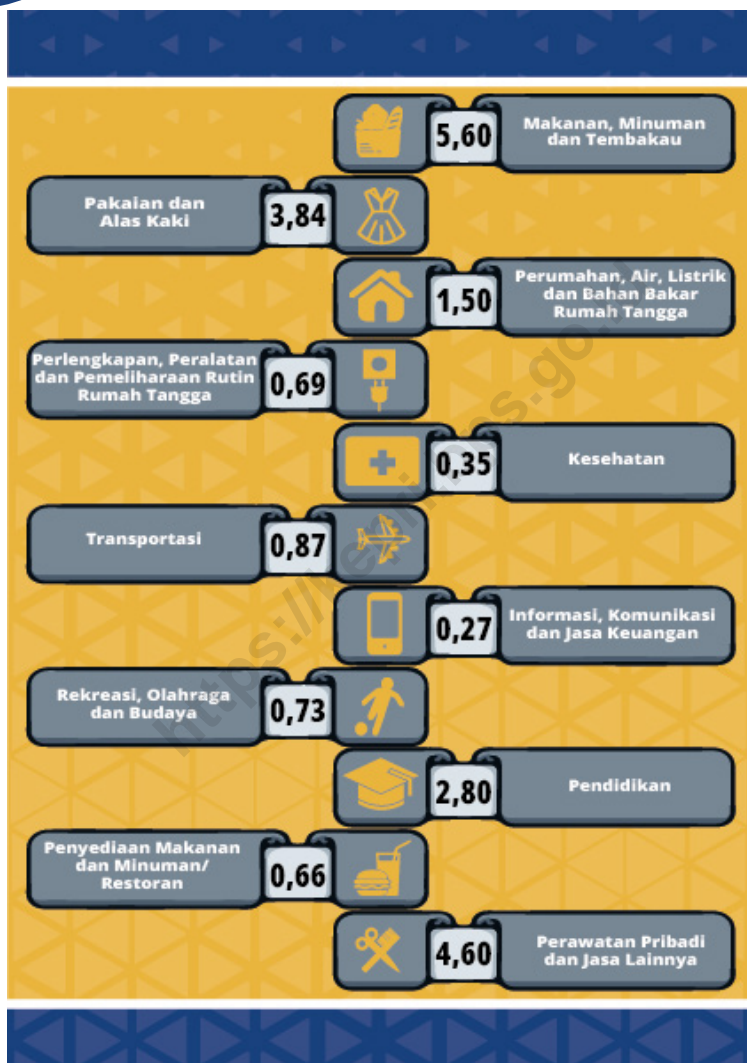 5,60
Makanan, Minuman
dan Tembakau
Pakaian dan
Alas Kaki
3,84
1,50
Perumahan, Air, Listrik
dan Bahan Bakar
Rumah Tangga
Perlengkapan, Peralatan
dan Pemeliharaan Rutin
Rumah Tangga
0,69
0,35
Kesehatan
Transportasi
0,87
0,27
Informasi, Komunikasi
dan Jasa Keuangan
Rekreasi, Olahraga
dan Budaya
0,73
2,80
Pendidikan
Penyediaan Makanan
dan Minuman/
Restoran
0,66
4,60
Perawatan Pribadi
dan Jasa Lainnya